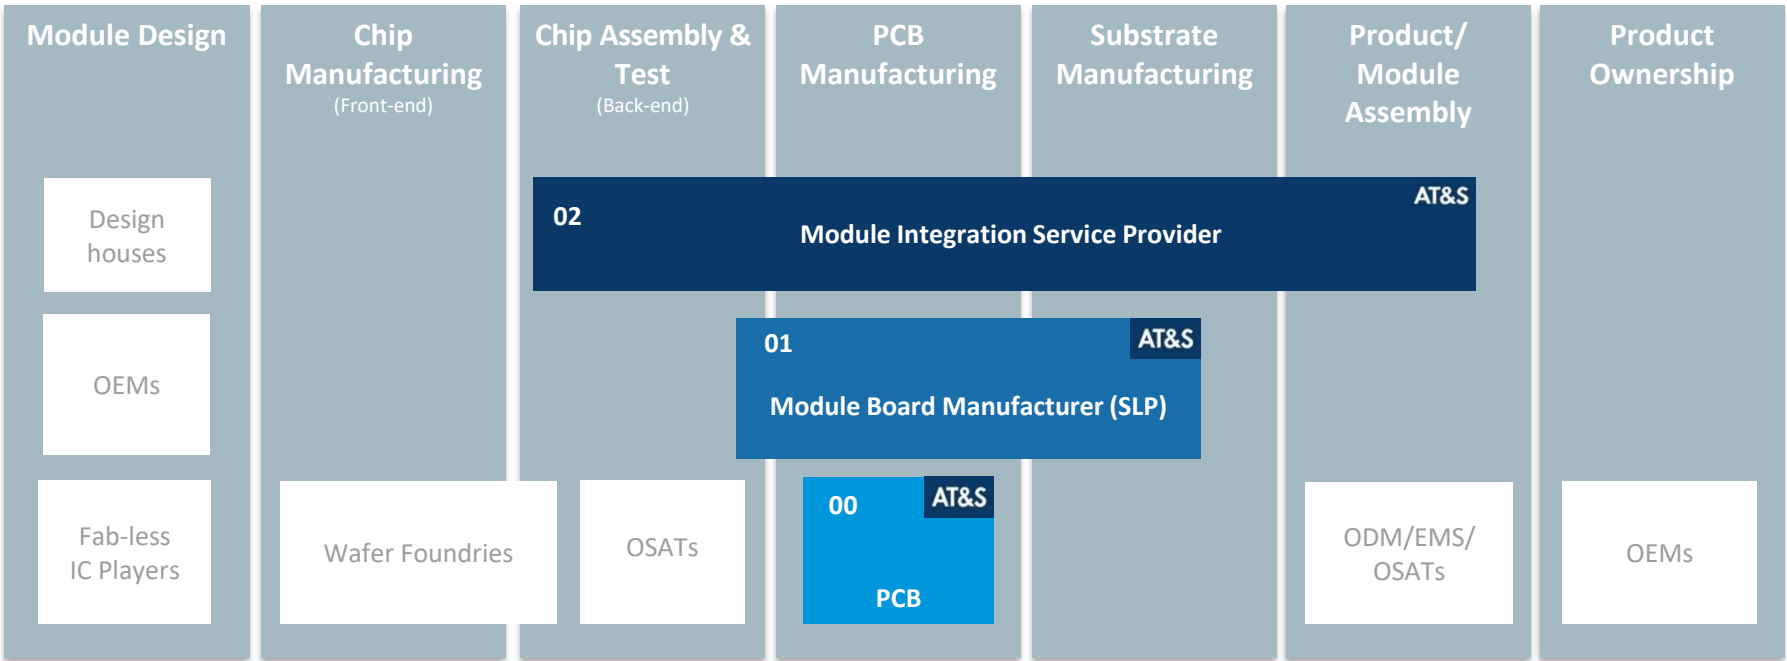 Module Design
Chip
Manufacturing
(Front-end)
Chip Assembly &
Test
(Back-end)
PCB
Manufacturing
Substrate
Manufacturing
Product/
Module
Assembly
Product
Ownership
Design
houses
OEMs
Fab-less
IC Players
Wafer Foundries
OSATs
02
AT&S
Module Integration Service Provider
01
AT&S
Module Board Manufacturer (SLP)
00
AT&S
PCB
ODM/EMS/
OSATs
OEMs